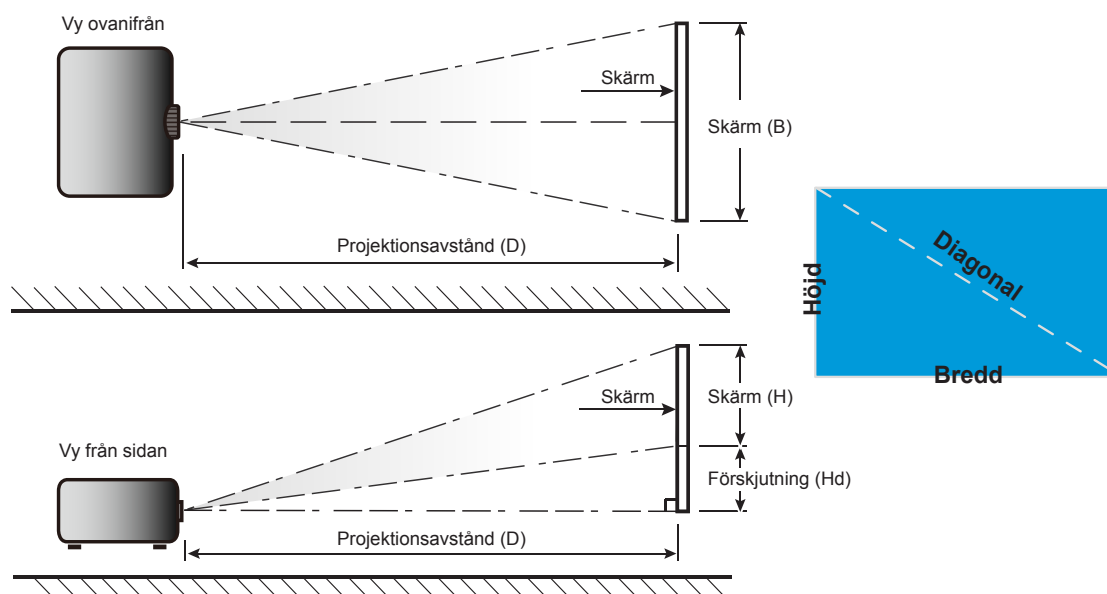 Vy ovanifrån
Skärm
Skärm (B)
Projektionsavstånd (D)
Höjd
Diagonal
Bredd
Vy från sidan
Skärm
Skärm (H)
Förskjutning (Hd)
Projektionsavstånd (D)